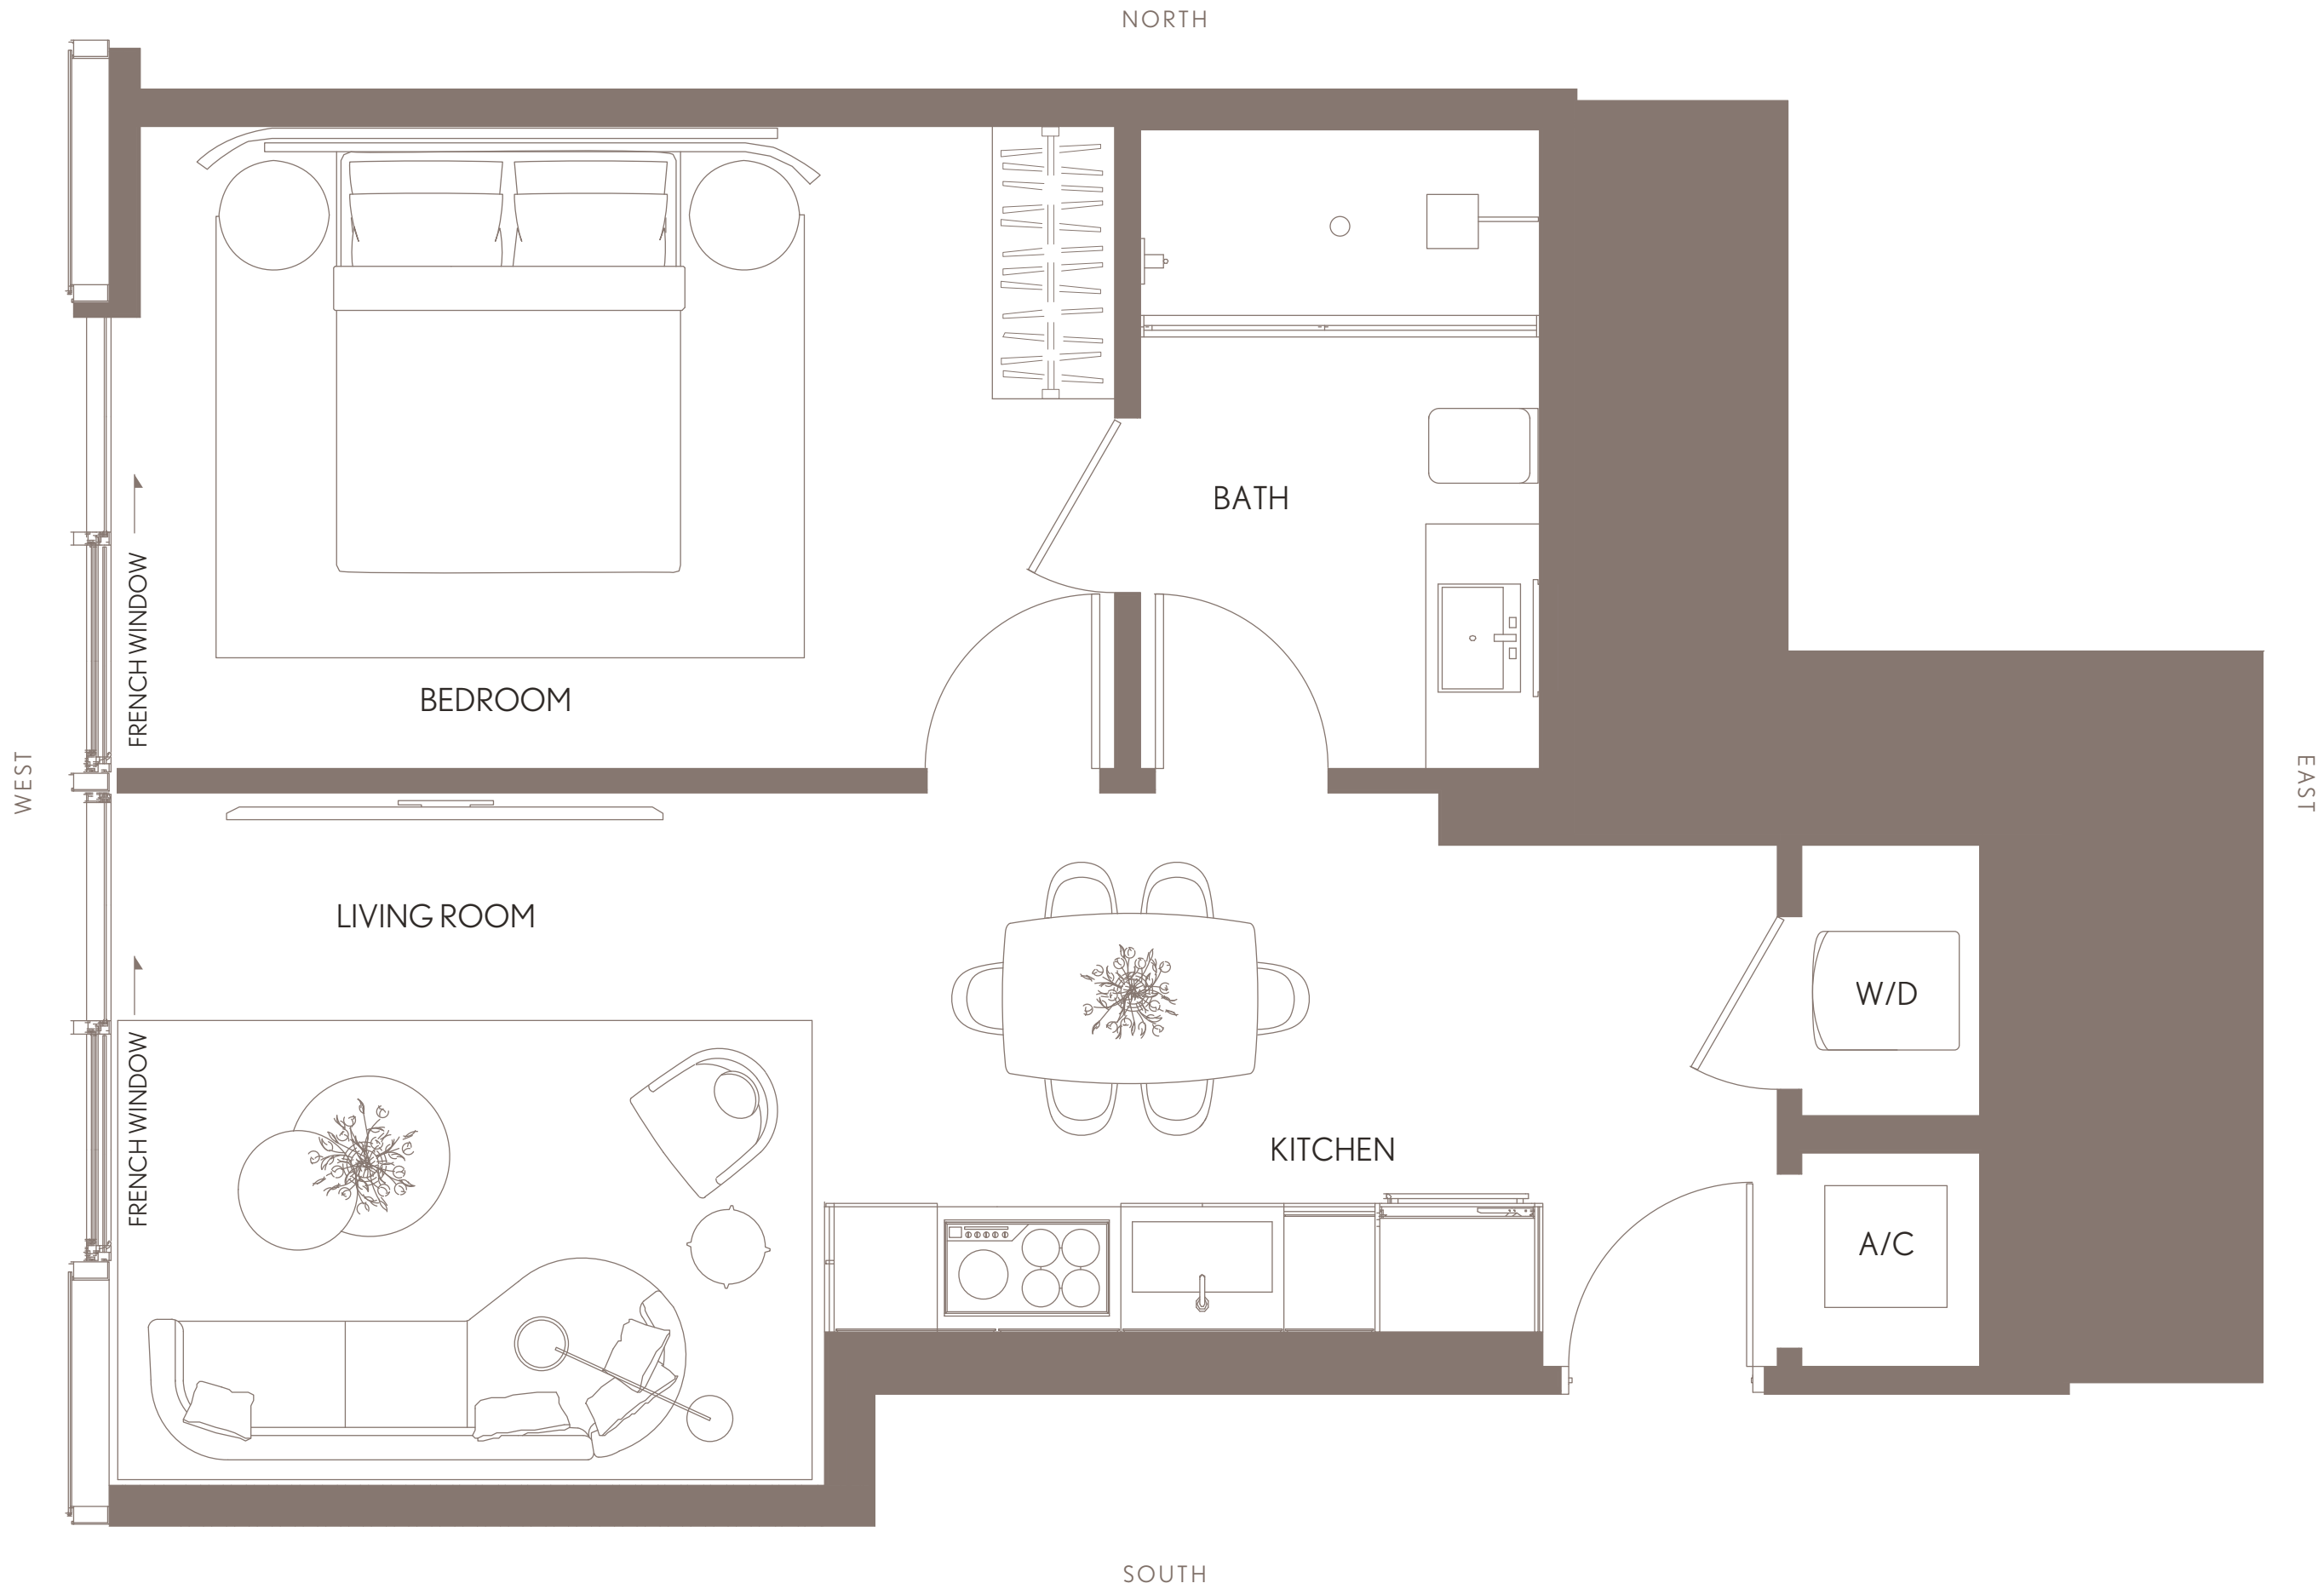 NORTH
BATH
FRENCH WINDOW
BEDROOM
WEST
EAST
LIVING ROOM
W/D
FRENCH WINDOW
KITCHEN
A/C
SOUTH